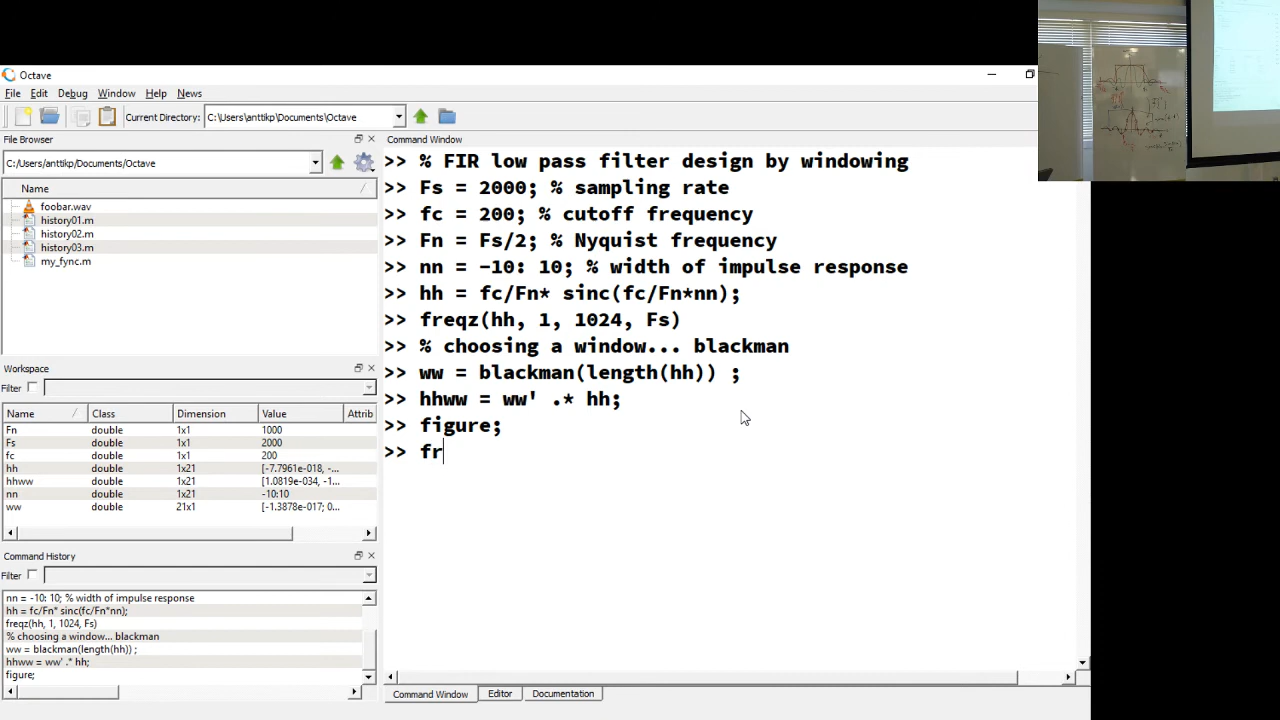 Octave
File Edit Debug Window Help News
Current Directory: C:\Users\anttikp\Documents\Octave
File Browser
C:/Users/anttikp/Documents/Octave
Name
foobar.wav
history01.m
history02.m
history03.m
my_fync.m
Workspace
Filter
Name Class Dimension Value Attrib
Fn double 1x1 1000
Fs double 1x1 2000
fc double 1x1 200
hh double 1x21 [-7.7961e-018, -...
hhww double 1x21 [1.0819e-034, -1...
nn double 1x21 -10:10
ww double 21x1 [-1.3878e-017; 0...
Command History
Filter
nn = -10: 10; % width of impulse response
hh = fc/Fn* sinc(fc/Fn*nn);
freqz(hh, 1, 1024, Fs)
% choosing a window... blackman
ww = blackman(length(hh)) ;
hhww = ww' .* hh;
figure;
Command Window
>> % FIR low pass filter design by windowing
>> Fs = 2000; % sampling rate
>> fc = 200; % cutoff frequency
>> Fn = Fs/2; % Nyquist frequency
>> nn = -10: 10; % width of impulse response
>> hh = fc/Fn* sinc(fc/Fn*nn);
>> freqz(hh, 1, 1024, Fs)
>> % choosing a window... blackman
>> ww = blackman(length(hh)) ;
>> hhww = ww' .* hh;
>> figure;
>> fr
Command Window Editor Documentation